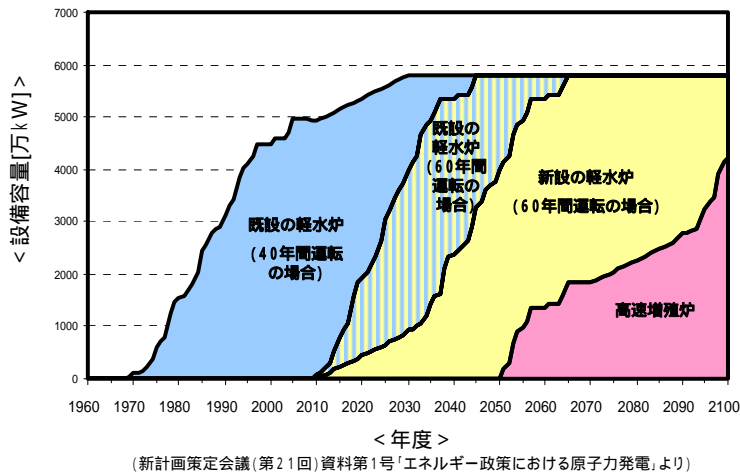 7000
6000
5000
4000
3000
2000
1000
0
<設備容量[万kW]>
既設の軽水炉
(40年間運転
の場合)
既設の
軽水炉
(60年間
運転の
場合)
新設の軽水炉
(60年間運転の場合)
高速増殖炉
1960 1970 1980 1990 2000 2010 2020 2030 2040 2050 2060 2070 2080 2090 2100
<年度>
(新計画策定会議(第21回)資料第1号「エネルギー政策における原子力発電」より)